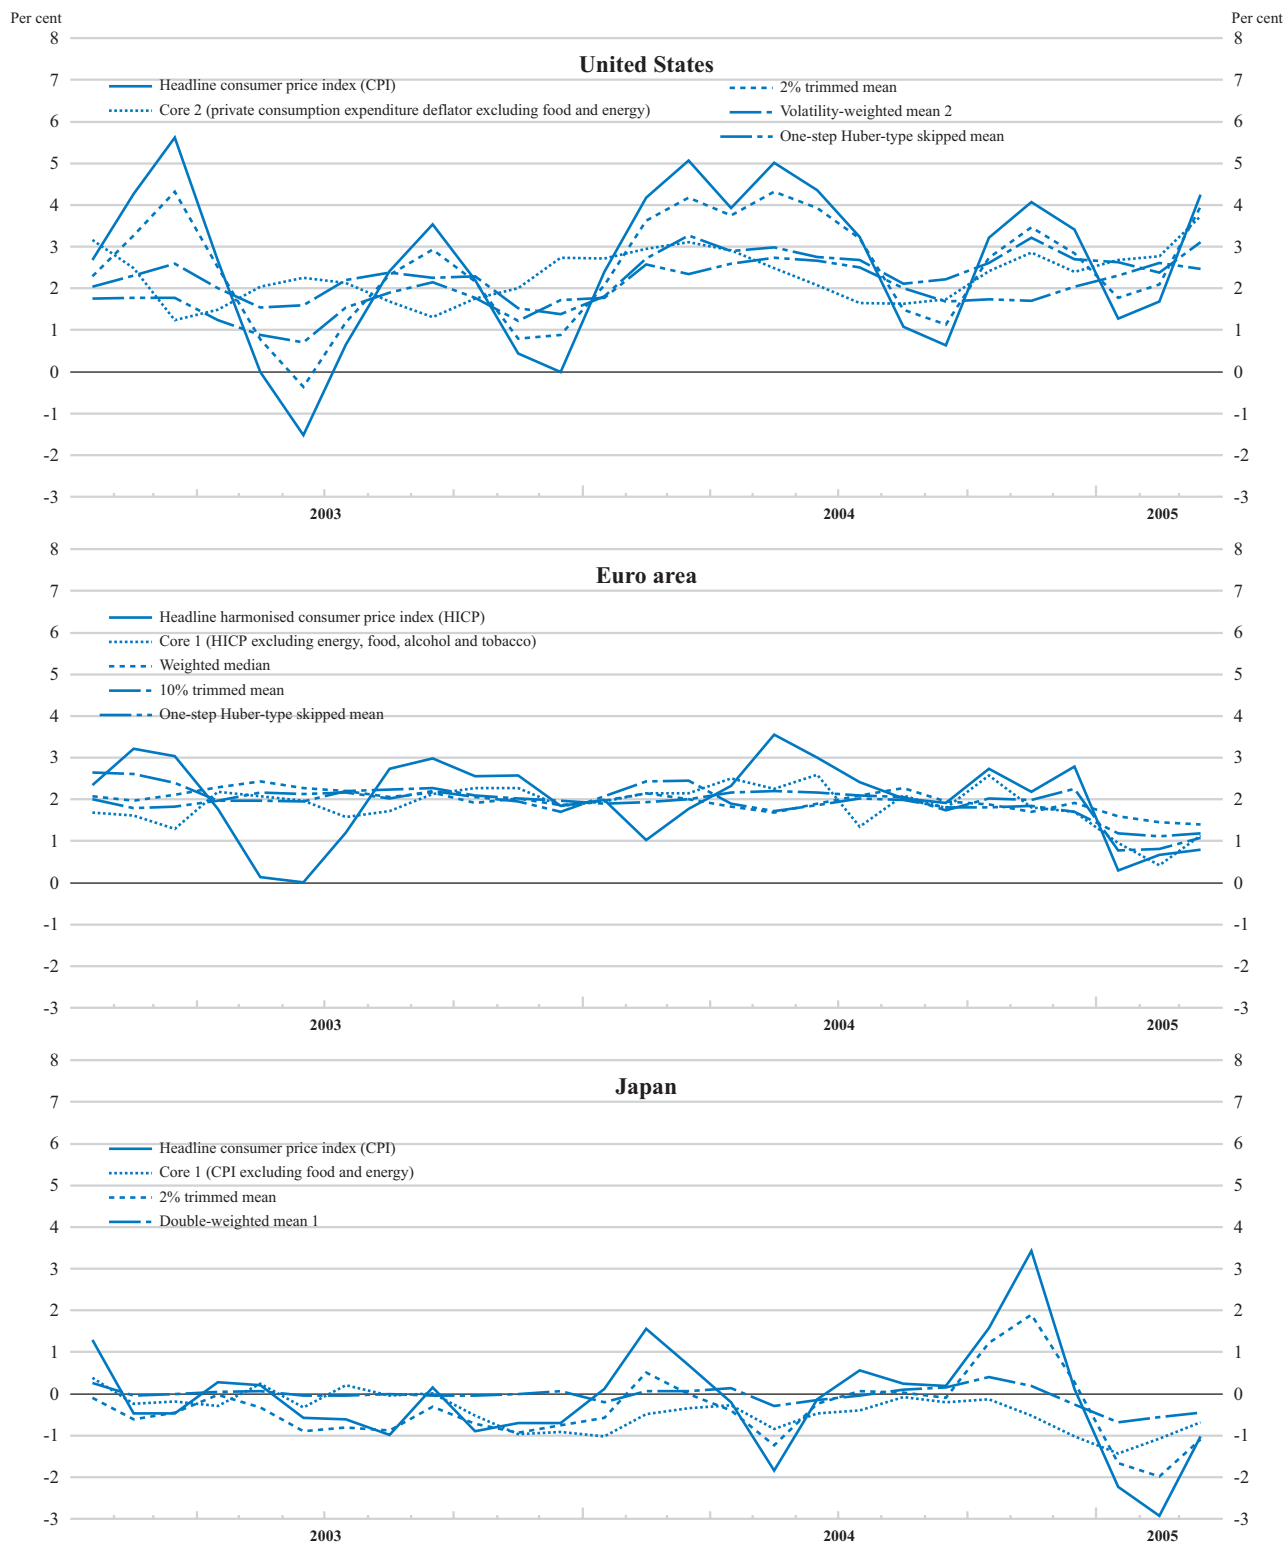 Per cent Per cent
8 8
United States
7 7
Headline consumer price index (CPI) 2% trimmed mean
Core 2 (private consumption expenditure deflator excluding food and energy) Volatility-weighted mean 2
6 6
One-step Huber-type skipped mean
5 5
4 4
3 3
2 2
1 1
0 0
-1 -1
-2 -2
-3 -3
2003 2004 2005
8 8
Euro area
7 7
Headline harmonised consumer price index (HICP)
6 6
Core 1 (HICP excluding energy, food, alcohol and tobacco)
Weighted median
5 5
10% trimmed mean
One-step Huber-type skipped mean
4 4
3 3
2 2
1 1
0 0
-1 -1
-2 -2
-3 -3
2003 2004 2005
8 8
Japan
7 7
6 6
Headline consumer price index (CPI)
Core 1 (CPI excluding food and energy)
5 5
2% trimmed mean
Double-weighted mean 1
4 4
3 3
2 2
1 1
0 0
-1 -1
-2 -2
-3 -3
2003 2004 2005